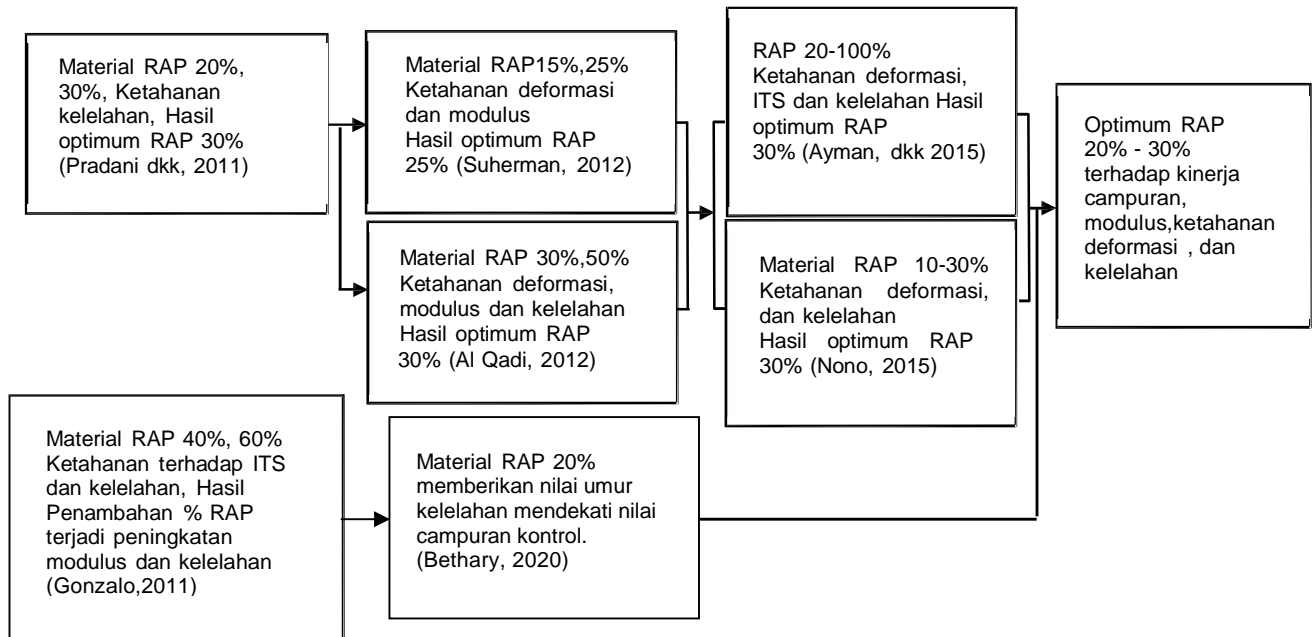 Material RAP 20%,
30%, Ketahanan
kelelahan, Hasil
optimum RAP 30%
(Pradani dkk, 2011)
Material RAP15%,25%
Ketahanan deformasi
dan modulus
Hasil optimum RAP
25% (Suherman, 2012)
Material RAP 30%,50%
Ketahanan deformasi,
modulus dan kelelahan
Hasil optimum RAP
30% (Al Qadi, 2012)
RAP 20-100%
Ketahanan deformasi,
ITS dan kelelahan Hasil
optimum RAP
30% (Ayman, dkk 2015)
Material RAP 10-30%
Ketahanan deformasi,
dan kelelahan
Hasil optimum RAP
30% (Nono, 2015)
Optimum RAP
20% - 30%
terhadap kinerja
campuran,
modulus,ketahanan
deformasi , dan
kelelahan
Material RAP 40%, 60%
Ketahanan terhadap ITS
dan kelelahan, Hasil
Penambahan % RAP
terjadi peningkatan
modulus dan kelelahan
(Gonzalo,2011)
Material RAP 20%
memberikan nilai umur
kelelahan mendekati nilai
campuran kontrol.
(Bethary, 2020)